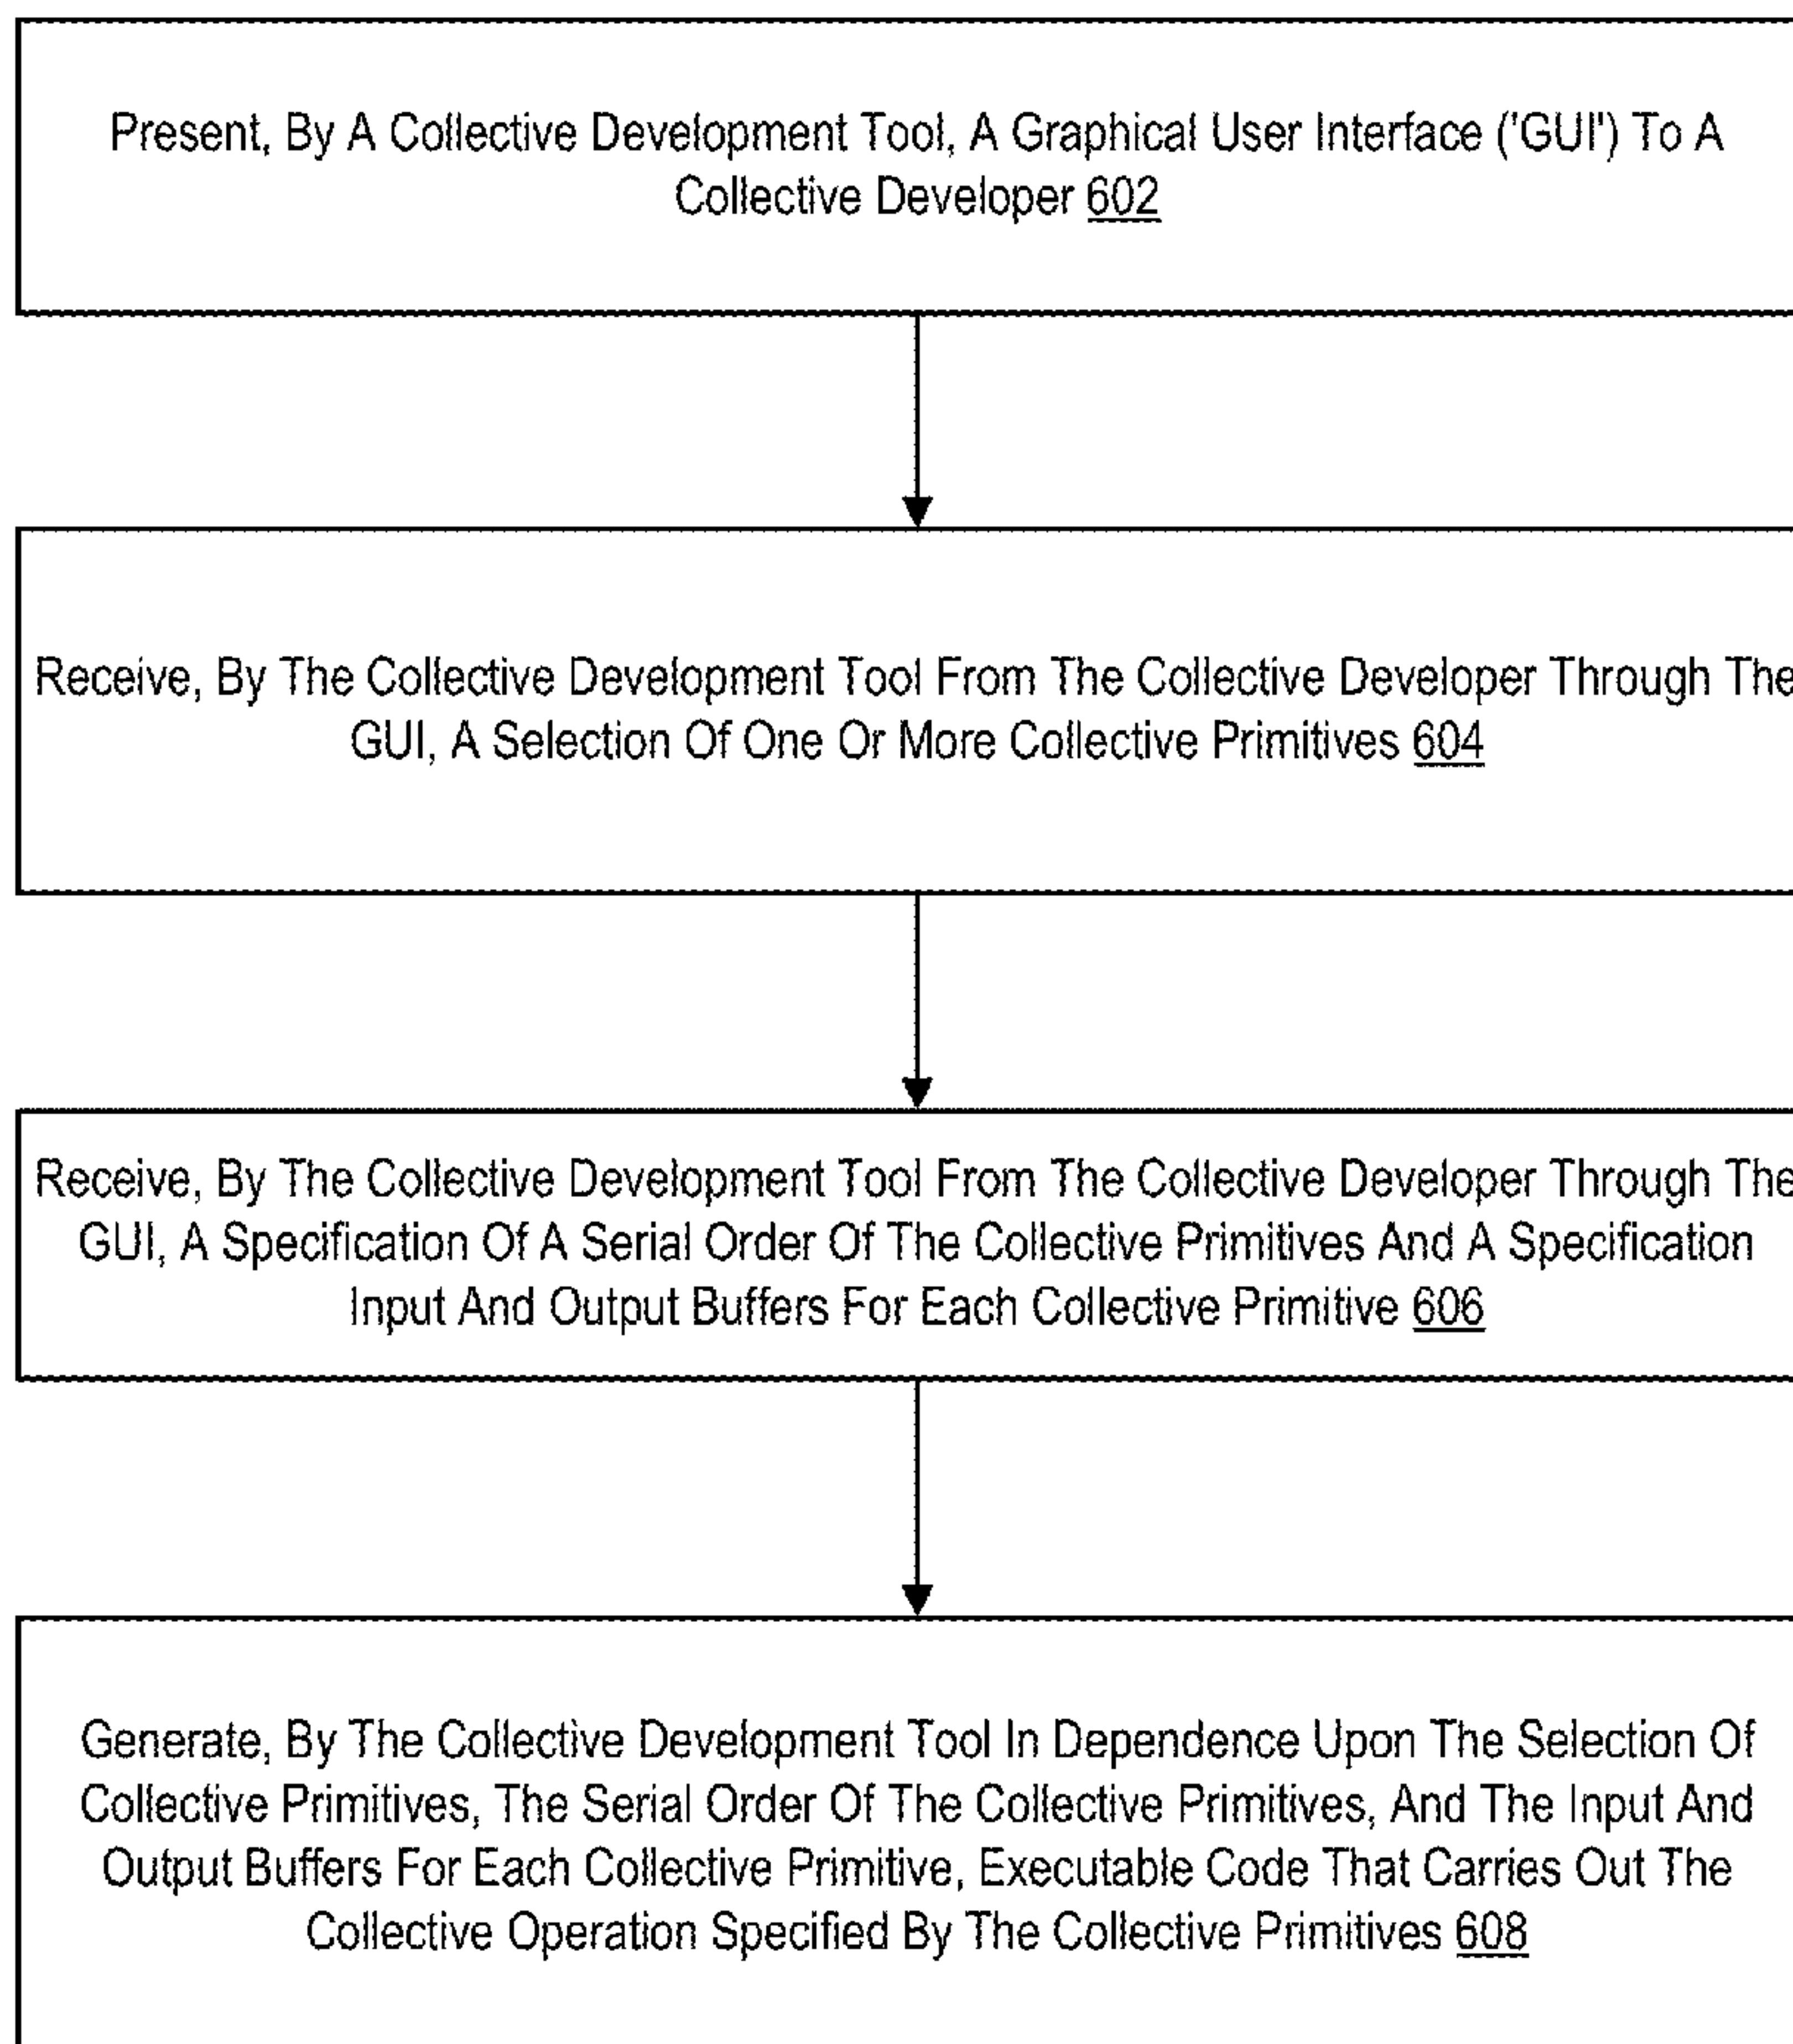 Present, By A Collective Development Tool, A Graphical User Interface ('GUI') To A
Collective Developer 602
Receive, By The Collective Development Tool From The Collective Developer Through The
GUI, A Selection Of One Or More Collective Primitives 604
Receive, By The Collective Development Tool From The Collective Developer Through The
GUI, A Specification Of A Serial Order Of The Collective Primitives And A Specification
Input And Output Buffers For Each Collective Primitive 606
Generate, By The Collective Development Tool In Dependence Upon The Selection Of
Collective Primitives, The Serial Order Of The Collective Primitives, And The Input And
Output Buffers For Each Collective Primitive, Executable Code That Carries Out The
Collective Operation Specified By The Collective Primitives 608